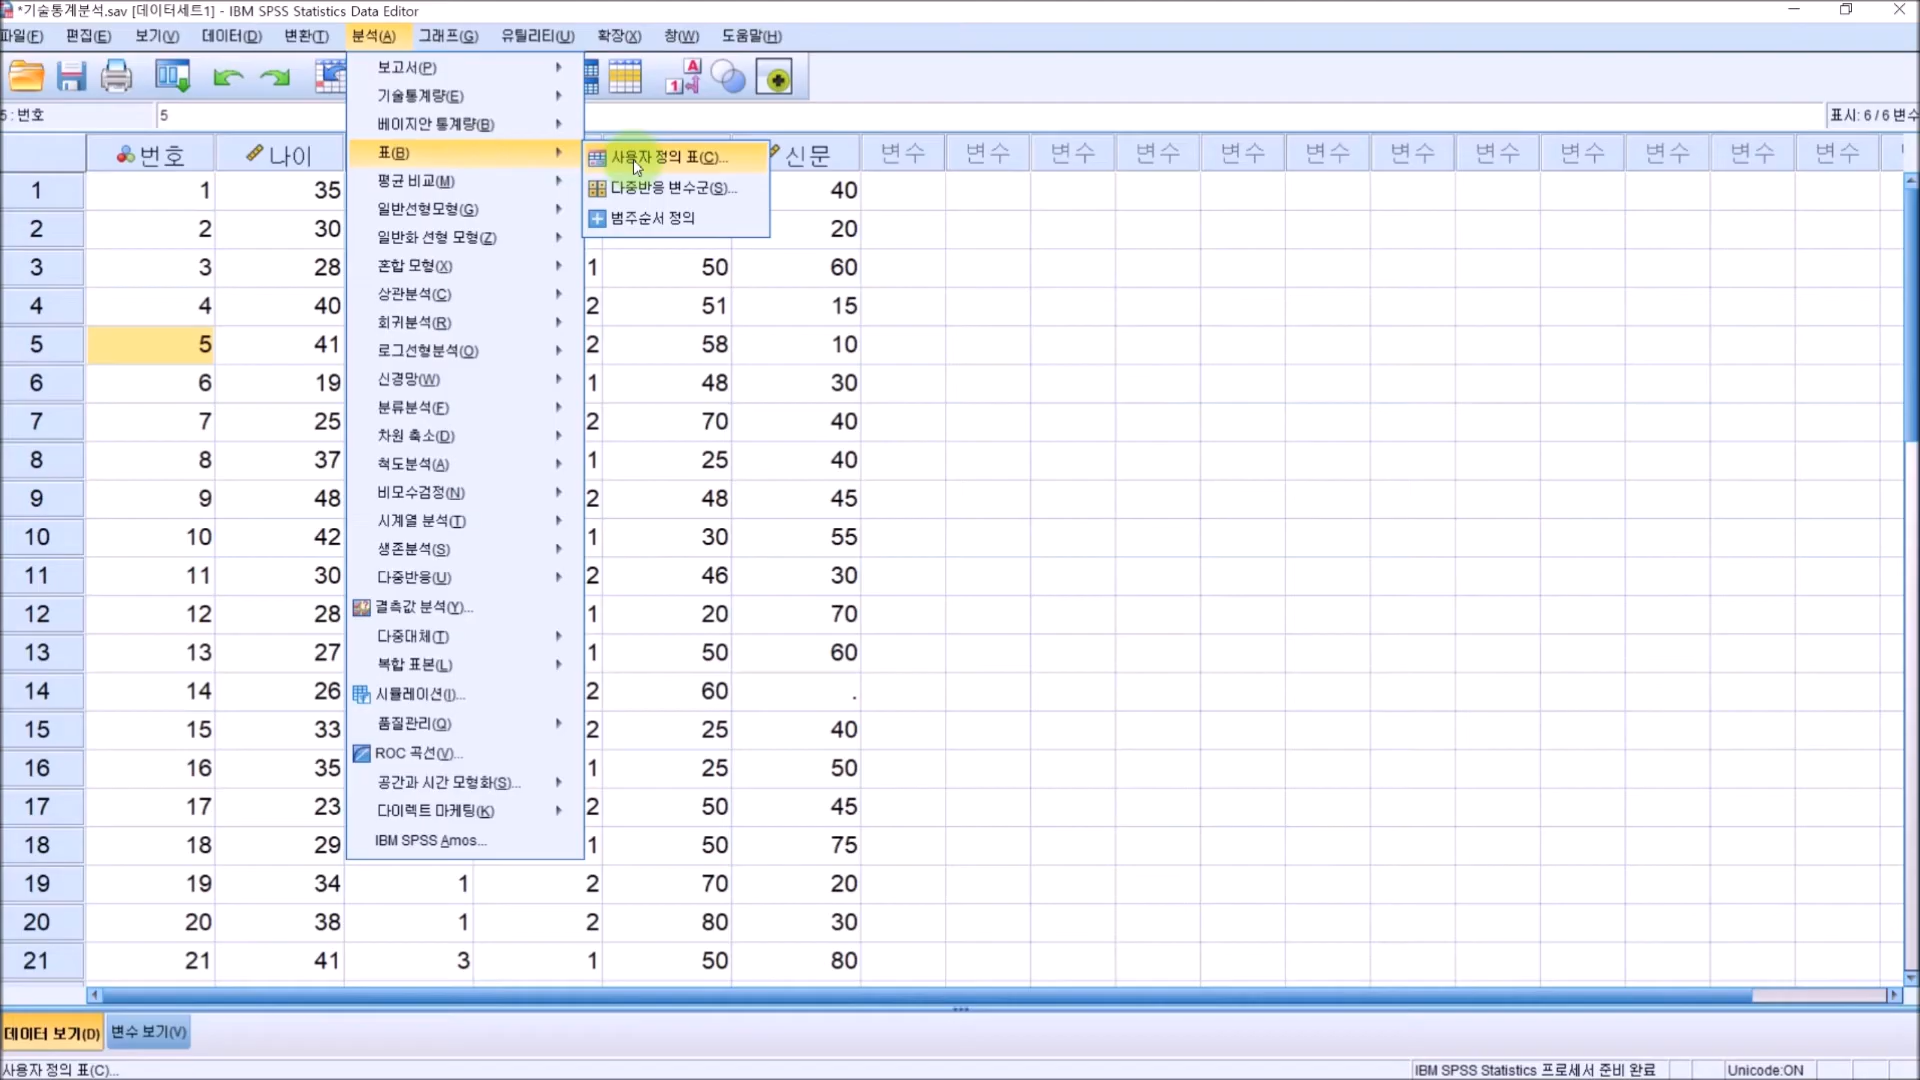 *기술통계분석.sav [데이터세트1] - IBM SPSS Statistics Data Editor
파일(F) 편집(E) 보기(V) 데이터(D) 변환(T) 분석(A) 그래프(G) 유틸리티(U) 확장(X) 창(W) 도움말(H)
5 : 번호 5 표시: 6 / 6 변수
보고서(P)
기술통계량(E)
베이지안 통계량(B)
표(B)
평균 비교(M)
일반선형모형(G)
일반화 선형 모형(Z)
혼합 모형(X)
상관분석(C)
회귀분석(R)
로그선형분석(O)
신경망(W)
분류분석(F)
차원 축소(D)
척도분석(A)
비모수검정(N)
시계열 분석(T)
생존분석(S)
다중반응(U)
결측값 분석(Y)...
다중대체(T)
복합 표본(L)
시뮬레이션(I)...
품질관리(Q)
ROC 곡선(V)...
공간과 시간 모형화(S)...
다이렉트 마케팅(K)
IBM SPSS Amos...
사용자 정의 표(C)...
다중반응 변수군(S)...
범주순서 정의
번호 나이 신문 변수 변수 변수 변수 변수 변수 변수 변수 변수 변수 변수 변수
1 1 35 40
2 2 30 20
3 3 28 1 50 60
4 4 40 2 51 15
5 5 41 2 58 10
6 6 19 1 48 30
7 7 25 2 70 40
8 8 37 1 25 40
9 9 48 2 48 45
10 10 42 1 30 55
11 11 30 2 46 30
12 12 28 1 20 70
13 13 27 1 50 60
14 14 26 2 60 .
15 15 33 2 25 40
16 16 35 1 25 50
17 17 23 2 50 45
18 18 29 1 50 75
19 19 34 1 2 70 20
20 20 38 1 2 80 30
21 21 41 3 1 50 80
데이터 보기(D) 변수 보기(V)
사용자 정의 표(C)... IBM SPSS Statistics 프로세서 준비 완료 Unicode:ON